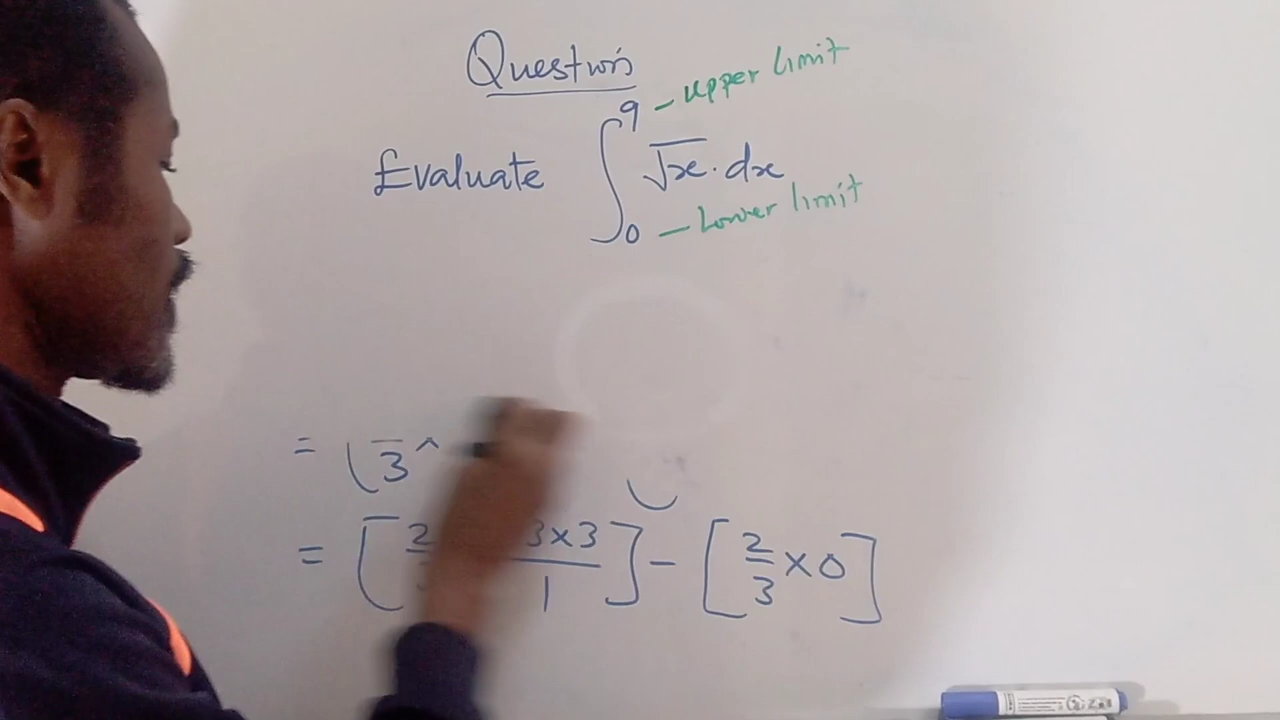 Question
9 — upper limit
Evaluate ∫ √x . dx
0 — Lower limit
= 3
= [ 2 3 x 3 / 1 ] - [ 2/3 x 0 ]